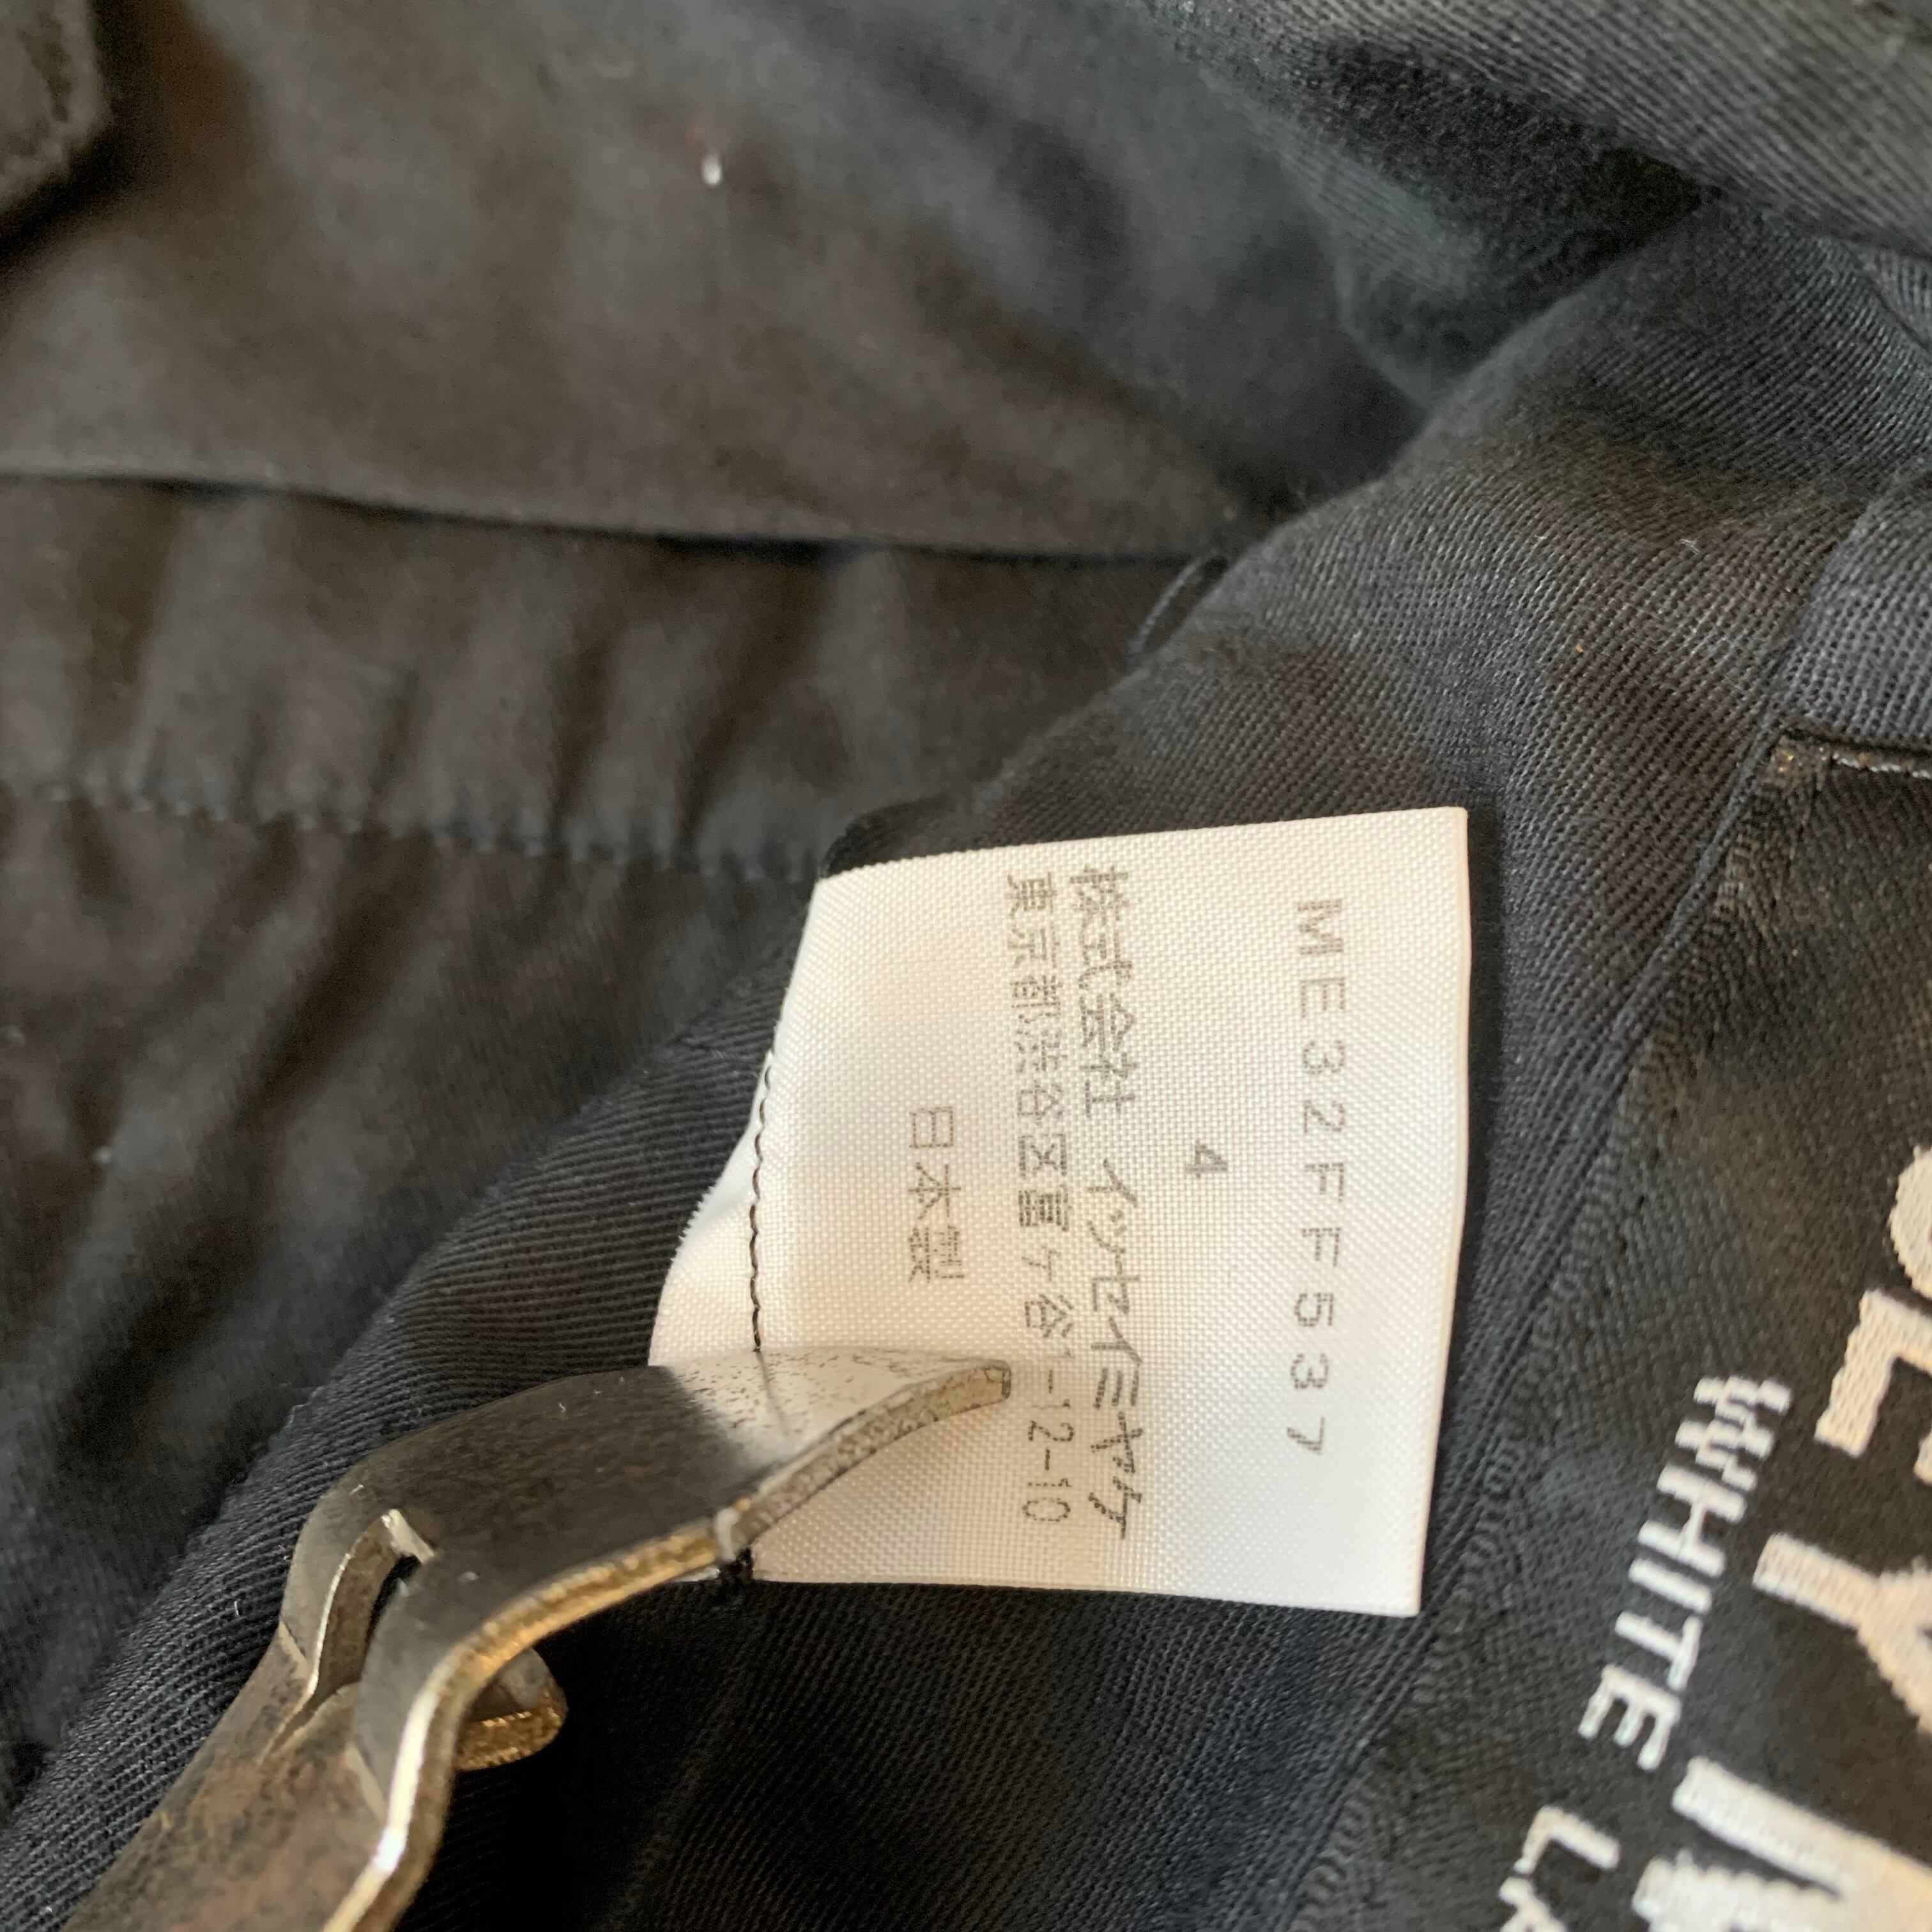 ME32FF537
4
株式会社 イッセイミヤケ
東京都渋谷区富ヶ谷1-12-10
日本製
WHITE